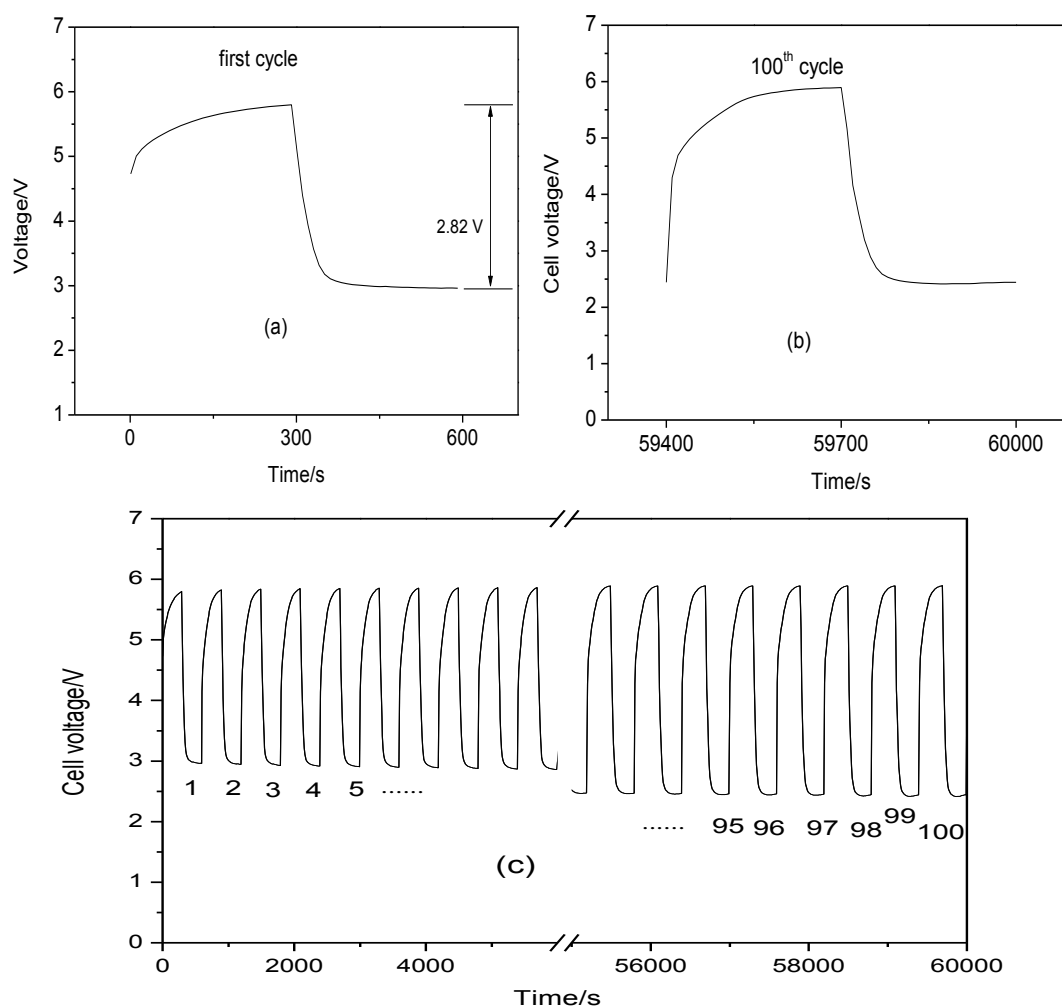 7
6
5
4
3
2
1
Voltage/V
first cycle
2.82 V
(a)
0 300 600
Time/s
7
6
5
4
3
2
1
0
Cell voltage/V
100th cycle
(b)
59400 59700 60000
Time/s
7
6
5
4
3
2
1
0
Cell voltage/V
1 2 3 4 5 ......
...... 95 96 97 98 99 100
(c)
0 2000 4000 56000 58000 60000
Time/s